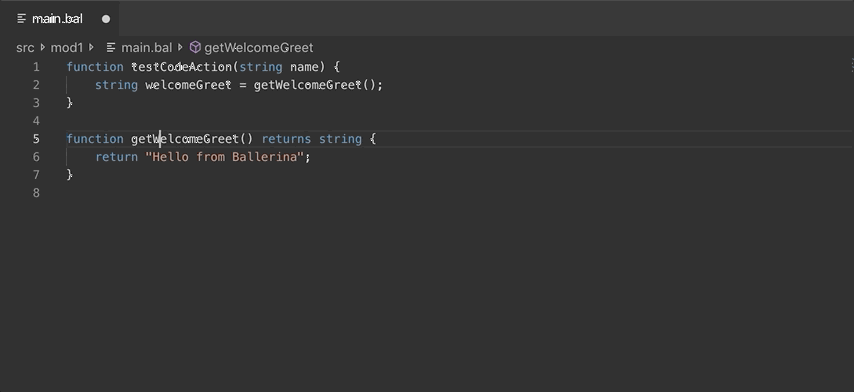 main.bal
src mod1 main.bal getWelcomeGreet
1 function testCodeAction(string name) {
2 string welcomeGreet = getWelcomeGreet();
3 }
4
5 function getWelcomeGreet() returns string {
6 return "Hello from Ballerina";
7 }
8